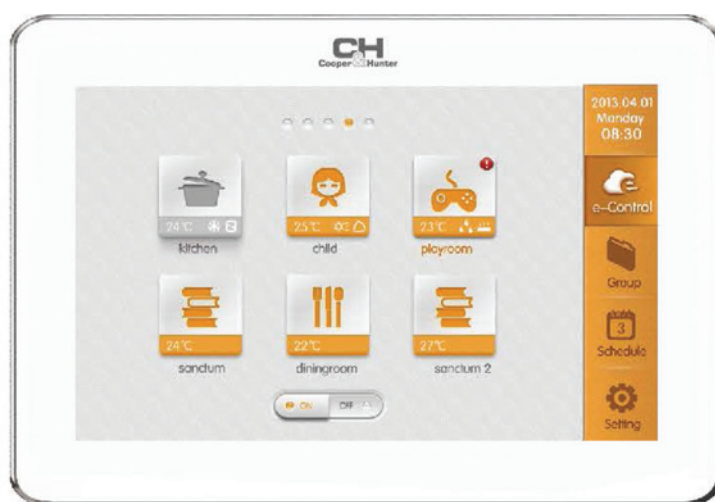 CH
Cooper&Hunter
2013.04.01
Monday
08:30
e-Control
Group
3
Schedule
Setting
24℃
kitchen
25℃
child
!
23℃
playroom
24℃
sanctum
22℃
diningroom
27℃
sanctum 2
ON OFF